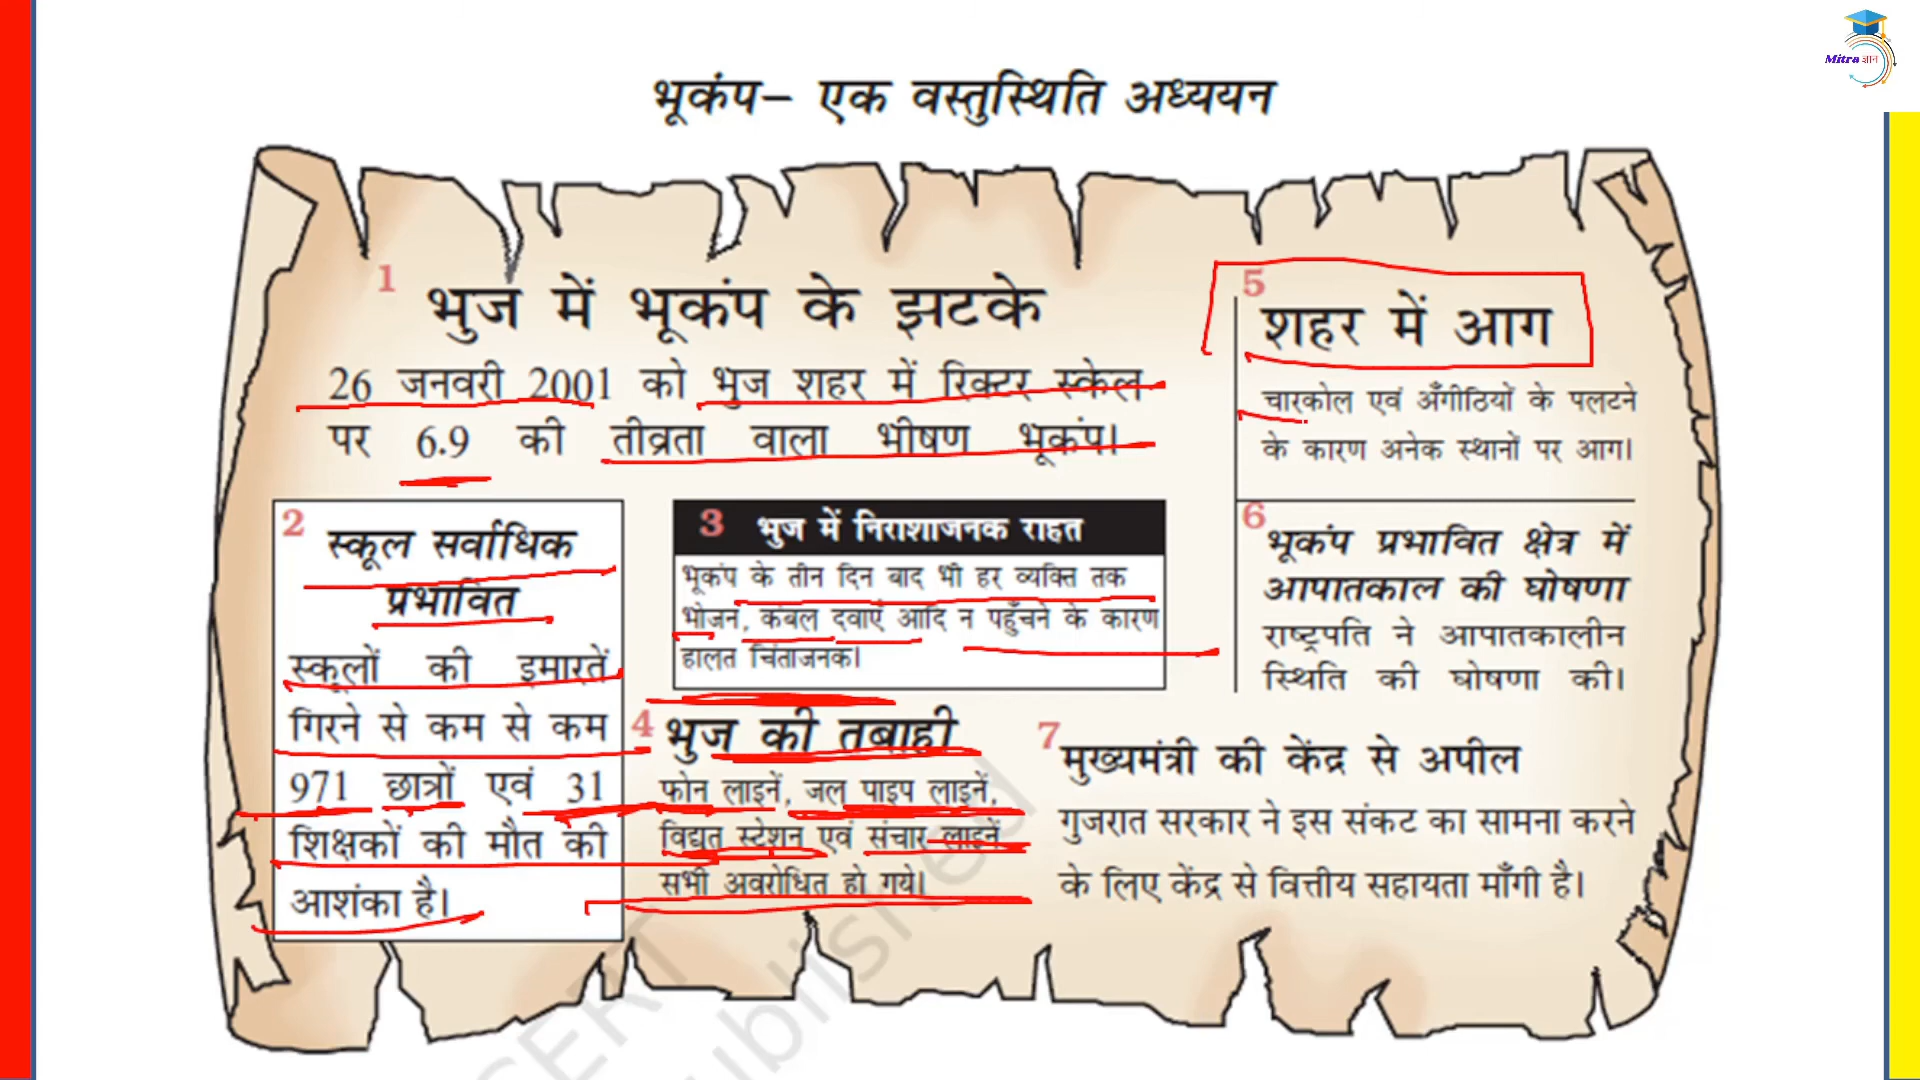 Mitra ज्ञान
भूकंप– एक वस्तुस्थिति अध्ययन
1
भुज में भूकंप के झटके
26 जनवरी 2001 को भुज शहर में रिक्टर स्केल
पर 6.9 की तीव्रता वाला भीषण भूकंप।
2
स्कूल सर्वाधिक
प्रभावित
स्कूलों की इमारतें
गिरने से कम से कम
971 छात्रों एवं 31
शिक्षकों की मौत की
आशंका है।
3 भुज में निराशाजनक राहत
भूकंप के तीन दिन बाद भी हर व्यक्ति तक
भोजन, कंबल दवाएं आदि न पहुँचने के कारण
हालत चिंताजनक।
4
भुज की तबाही
फोन लाइनें, जल पाइप लाइनें,
विद्युत स्टेशन एवं संचार लाइनें
सभी अवरोधित हो गये।
5
शहर में आग
चारकोल एवं अँगीठियों के पलटने
के कारण अनेक स्थानों पर आग।
6
भूकंप प्रभावित क्षेत्र में
आपातकाल की घोषणा
राष्ट्रपति ने आपातकालीन
स्थिति की घोषणा की।
7
मुख्यमंत्री की केंद्र से अपील
गुजरात सरकार ने इस संकट का सामना करने
के लिए केंद्र से वित्तीय सहायता माँगी है।